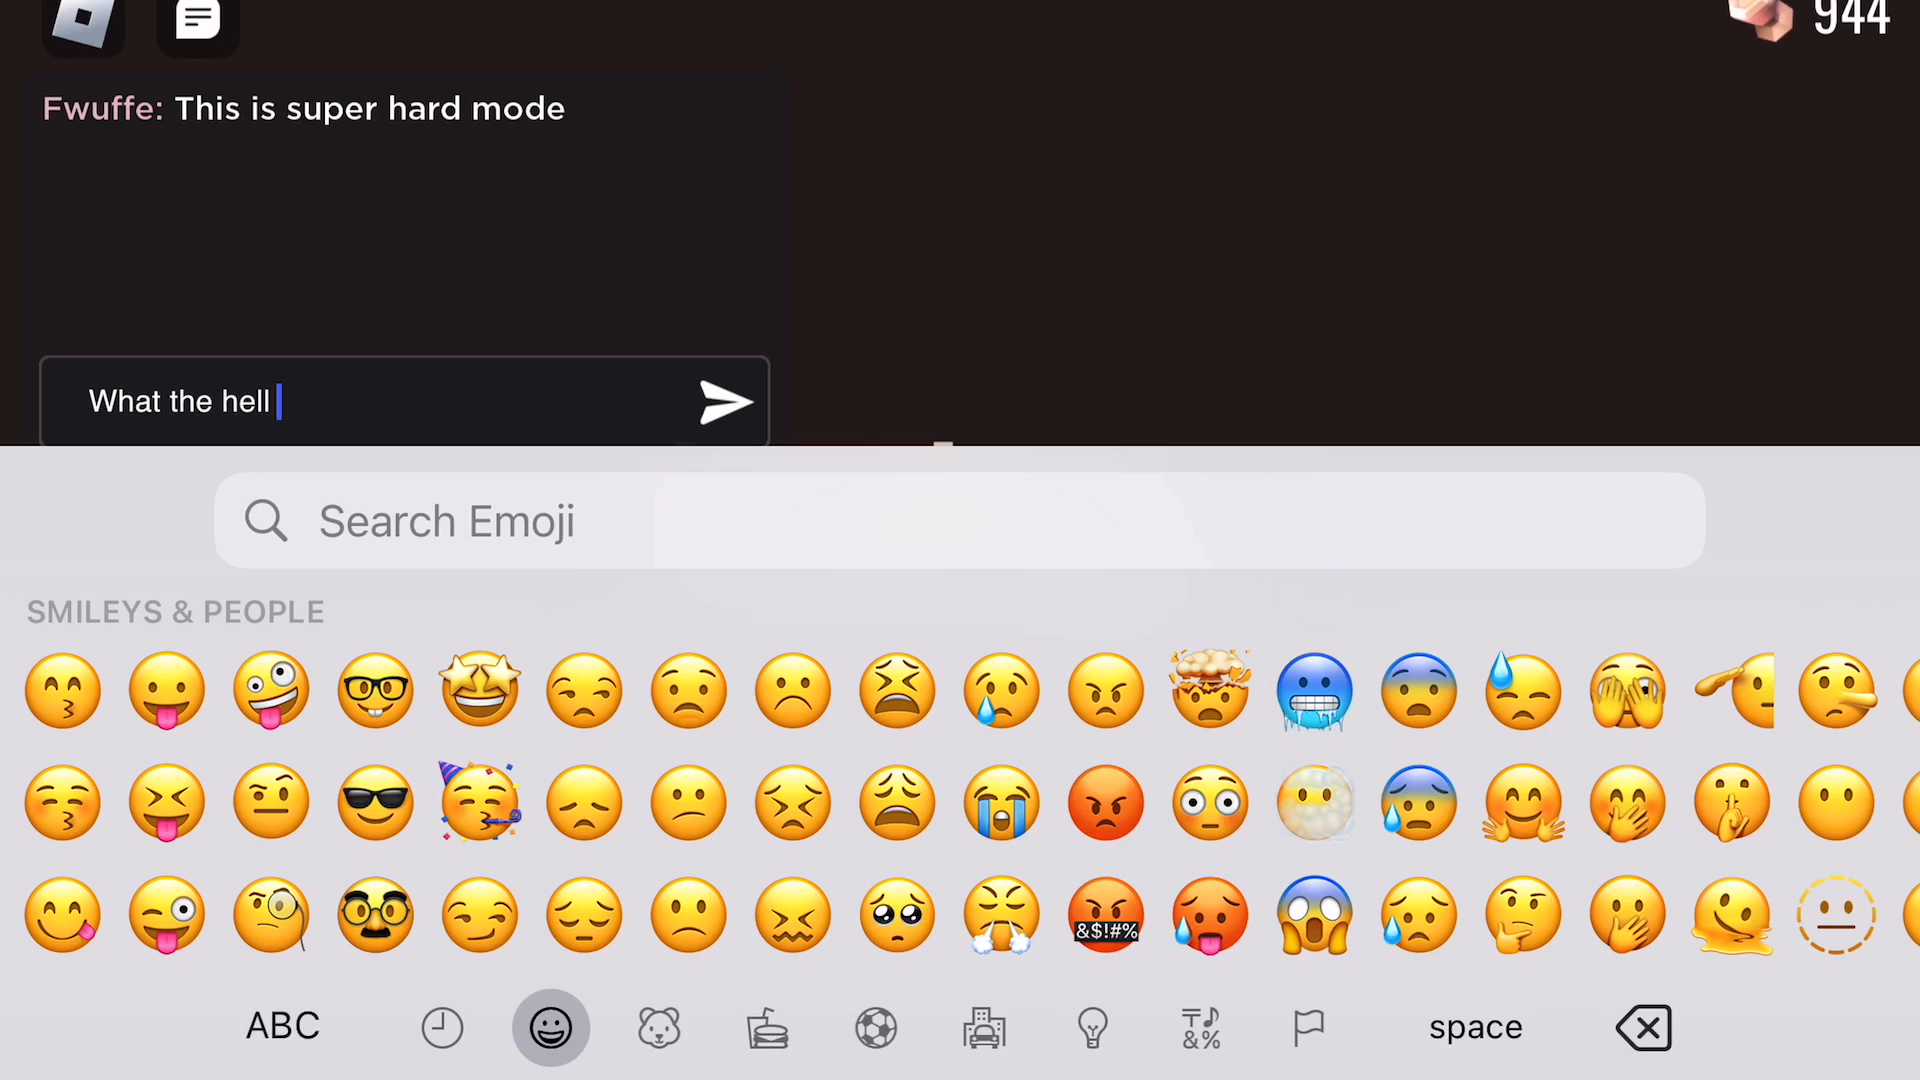 944
Fwuffe: This is super hard mode
What the hell
Search Emoji
SMILEYS & PEOPLE
&$!#%
ABC
&%
space